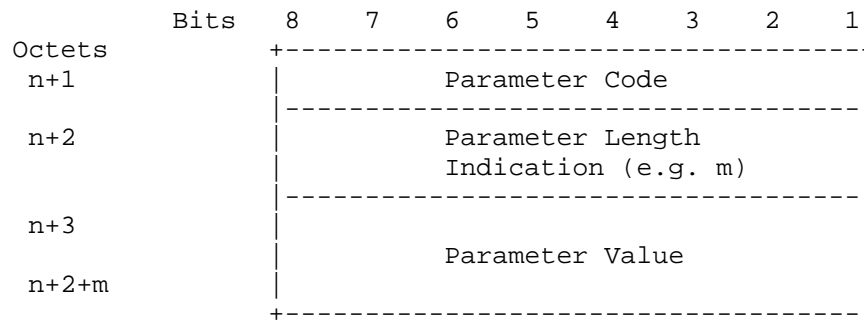 Bits 8 7 6 5 4 3 2 1
Octets +------------------------------------
n+1 | Parameter Code
|------------------------------------
n+2 | Parameter Length
| Indication (e.g. m)
|------------------------------------
n+3 |
| Parameter Value
n+2+m |
+------------------------------------